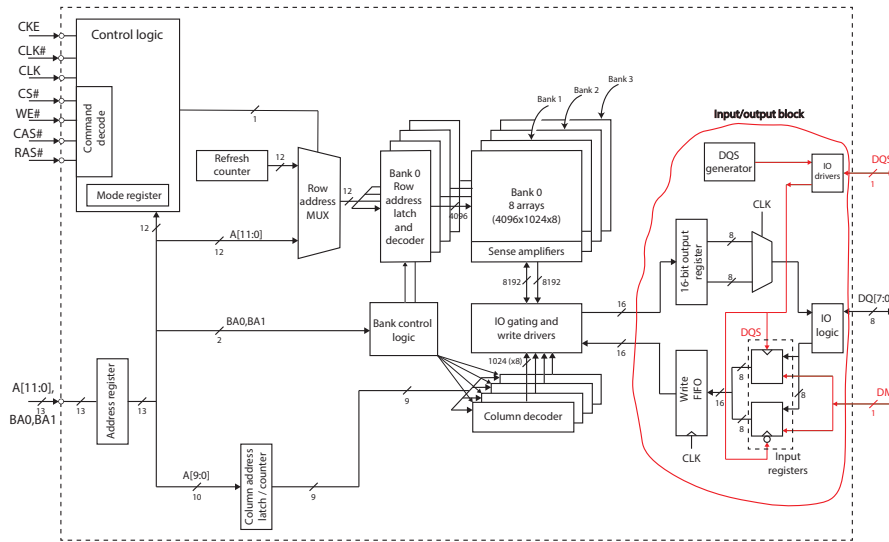 CKE
CLK#
CLK
CS#
WE#
CAS#
RAS#
Control logic
Command
decode
Mode register
12
1
Refresh
counter
12
Row
address
MUX
12
A[11:0]
12
Bank 0
Row
address
latch
and
decoder
4096
Bank 1
Bank 2
Bank 3
Bank 0
8 arrays
(4096x1024x8)
Sense amplifiers
8192
8192
BA0,BA1
2
Bank control
logic
IO gating and
write drivers
16
16
1024 (x8)
Column decoder
9
A[11:0],
13
BA0,BA1
13
Address register
13
A[9:0]
10
Column address
latch / counter
9
Input/output block
DQS
generator
IO
drivers
DQS
1
CLK
16-bit output
register
8
8
IO
logic
DQ[7:0
8
DQS
Write
FIFO
CLK
16
8
8
8
Input
registers
DM
1